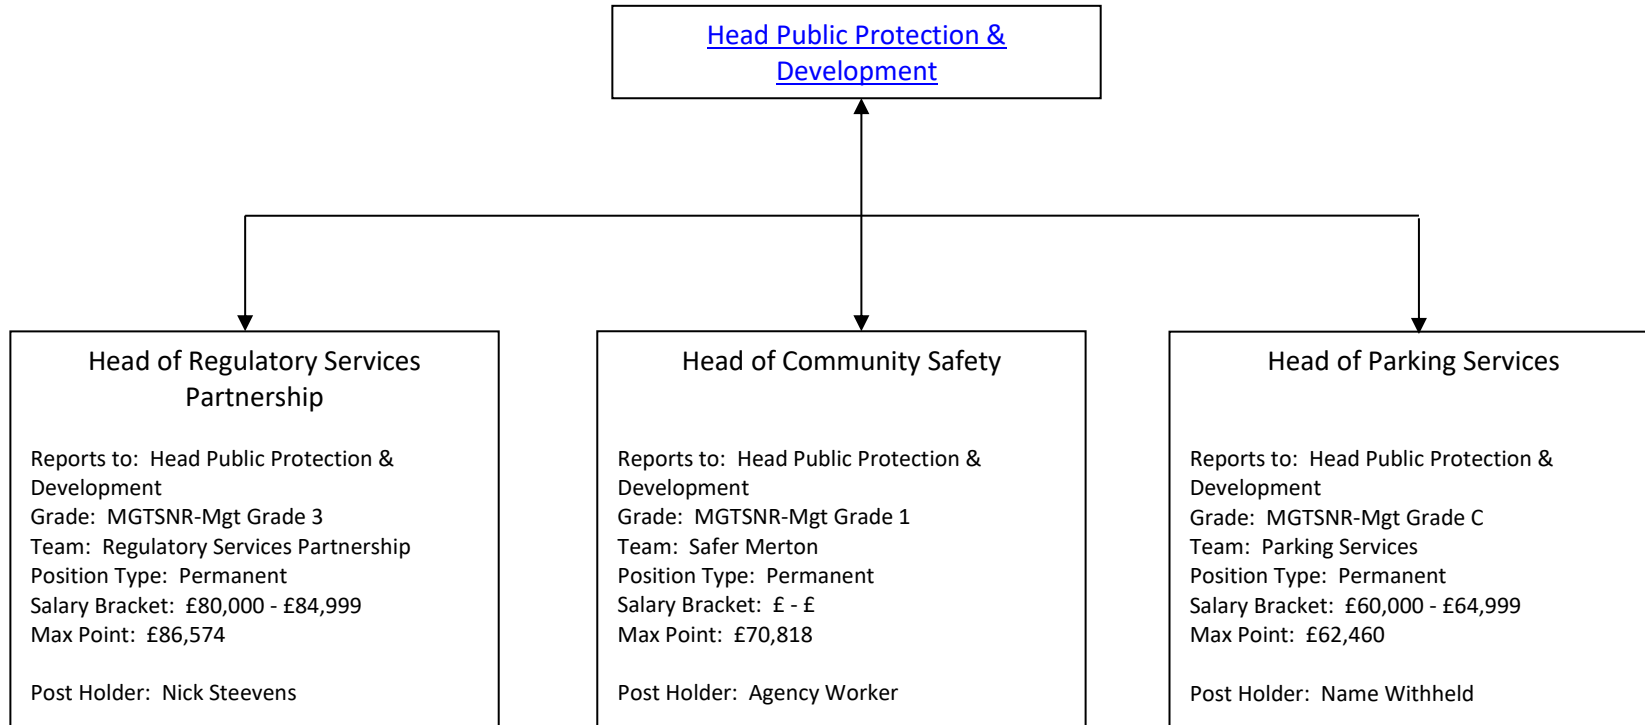 Head Public Protection &
Development
Head of Regulatory Services
Partnership
Reports to: Head Public Protection &
Development
Grade: MGTSNR-Mgt Grade 3
Team: Regulatory Services Partnership
Position Type: Permanent
Salary Bracket: £80,000 - £84,999
Max Point: £86,574
Post Holder: Nick Steevens
Head of Community Safety
Reports to: Head Public Protection &
Development
Grade: MGTSNR-Mgt Grade 1
Team: Safer Merton
Position Type: Permanent
Salary Bracket: £ - £
Max Point: £70,818
Post Holder: Agency Worker
Head of Parking Services
Reports to: Head Public Protection &
Development
Grade: MGTSNR-Mgt Grade C
Team: Parking Services
Position Type: Permanent
Salary Bracket: £60,000 - £64,999
Max Point: £62,460
Post Holder: Name Withheld